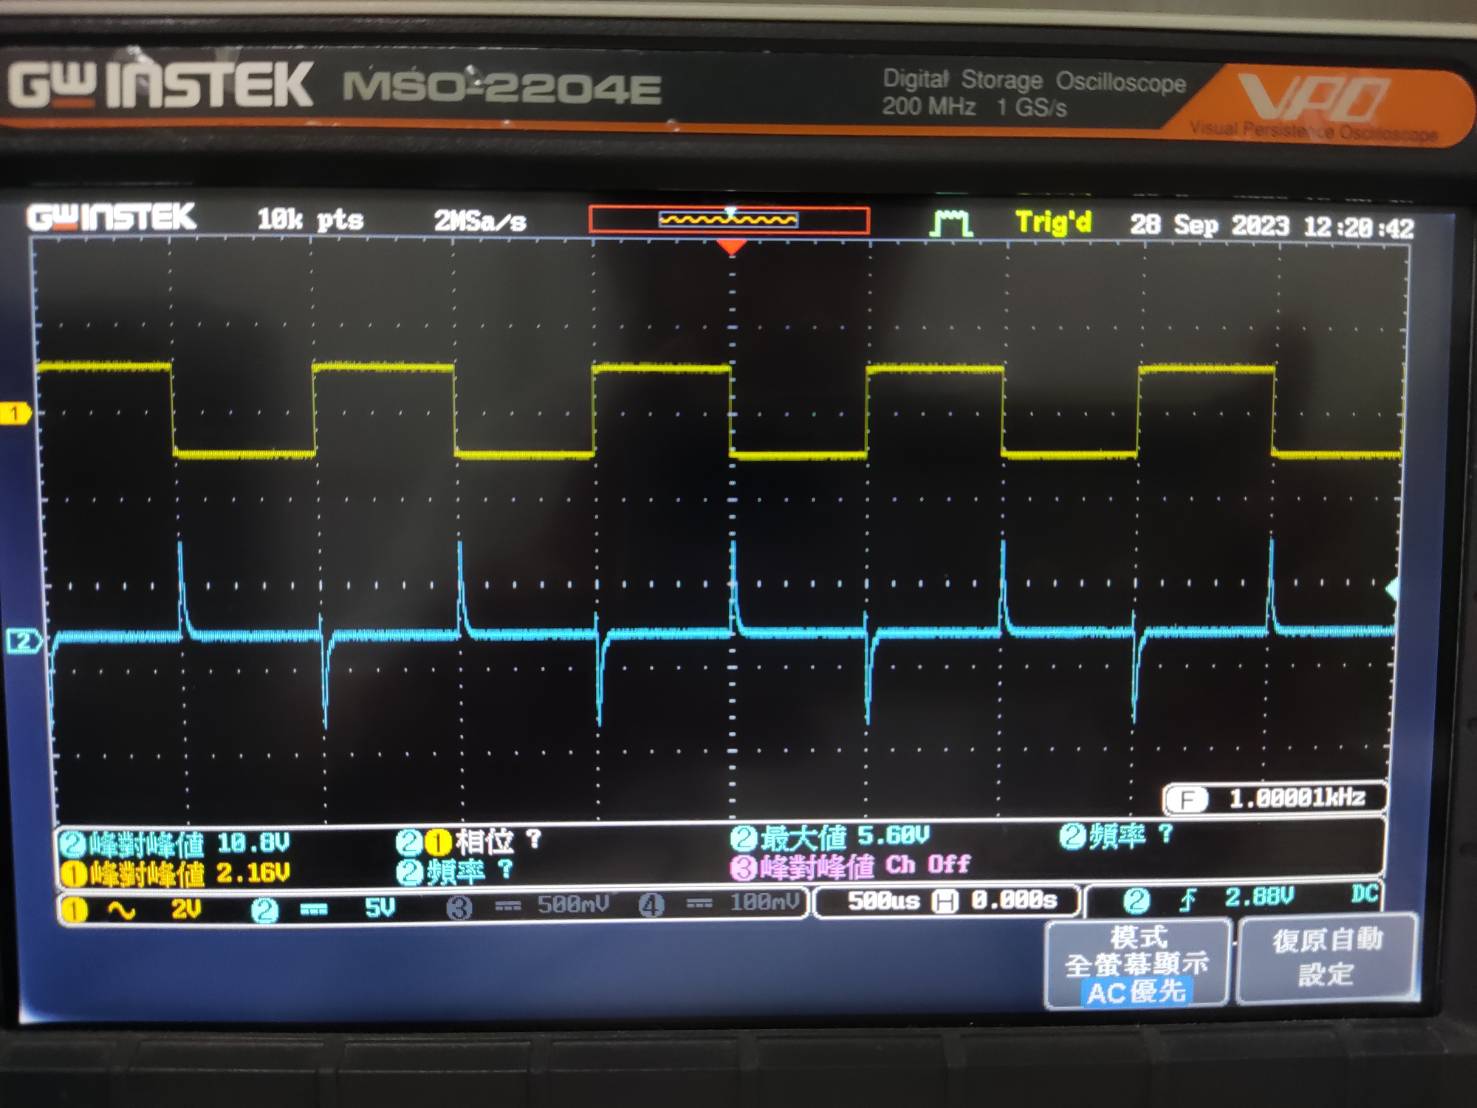 GW INSTEK MSO-2204E Digital Storage Oscilloscope VPO
200 MHz 1 GS/s Visual Persistence Oscilloscope
GW INSTEK 10k pts 2MSa/s Trig'd 28 Sep 2023 12:20:42
1
2
F 1.00001kHz
2 峰對峰值 10.8V 2 1 相位 ? 2 最大值 5.60V 2 頻率 ?
1 峰對峰值 2.16V 2 頻率 ? 3 峰對峰值 Ch Off
1 2V 2 5V 3 500mV 4 100mV 500us H 0.000s 2 2.88V DC
模式 復原自動
全螢幕顯示 設定
AC優先